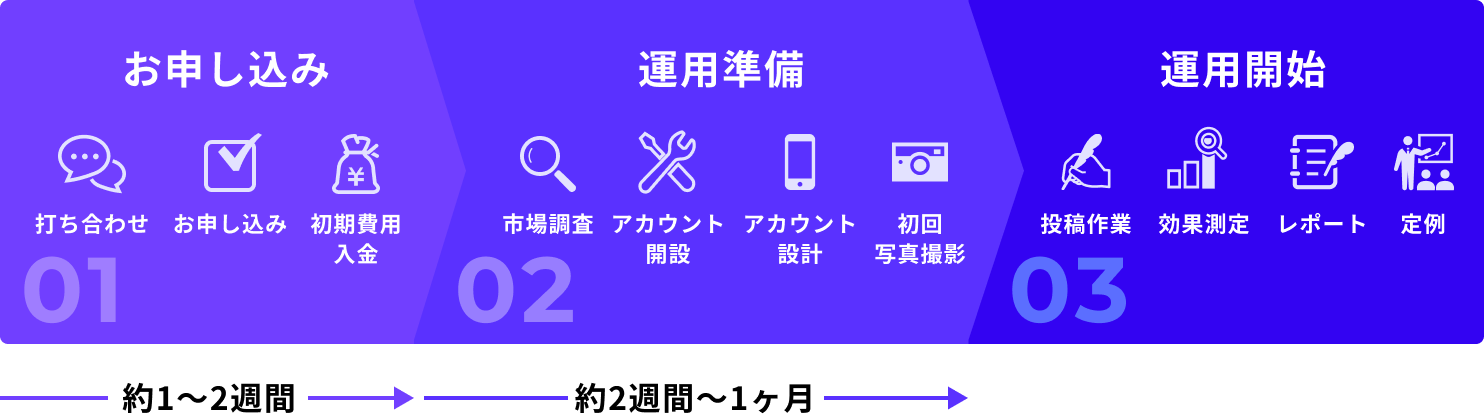 お申し込み
打ち合わせ
お申し込み
初期費用
入金
01
運用準備
市場調査
アカウント
開設
アカウント
設計
初回
写真撮影
02
運用開始
投稿作業
効果測定
レポート
定例
03
約1〜2週間
約2週間〜1ヶ月